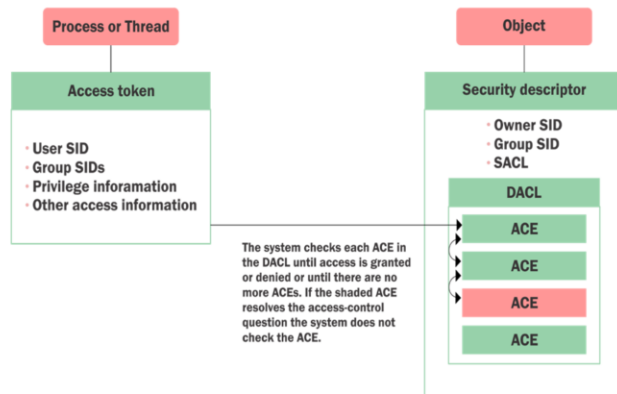 Process or Thread
Object
Access token
• User SID
• Group SIDs
• Privilege inforamation
• Other access information
Security descriptor
• Owner SID
• Group SID
• SACL
DACL
ACE
ACE
ACE
ACE
The system checks each ACE in
the DACL until access is granted
or denied or until there are no
more ACEs. If the shaded ACE
resolves the access-control
question the system does not
check the ACE.